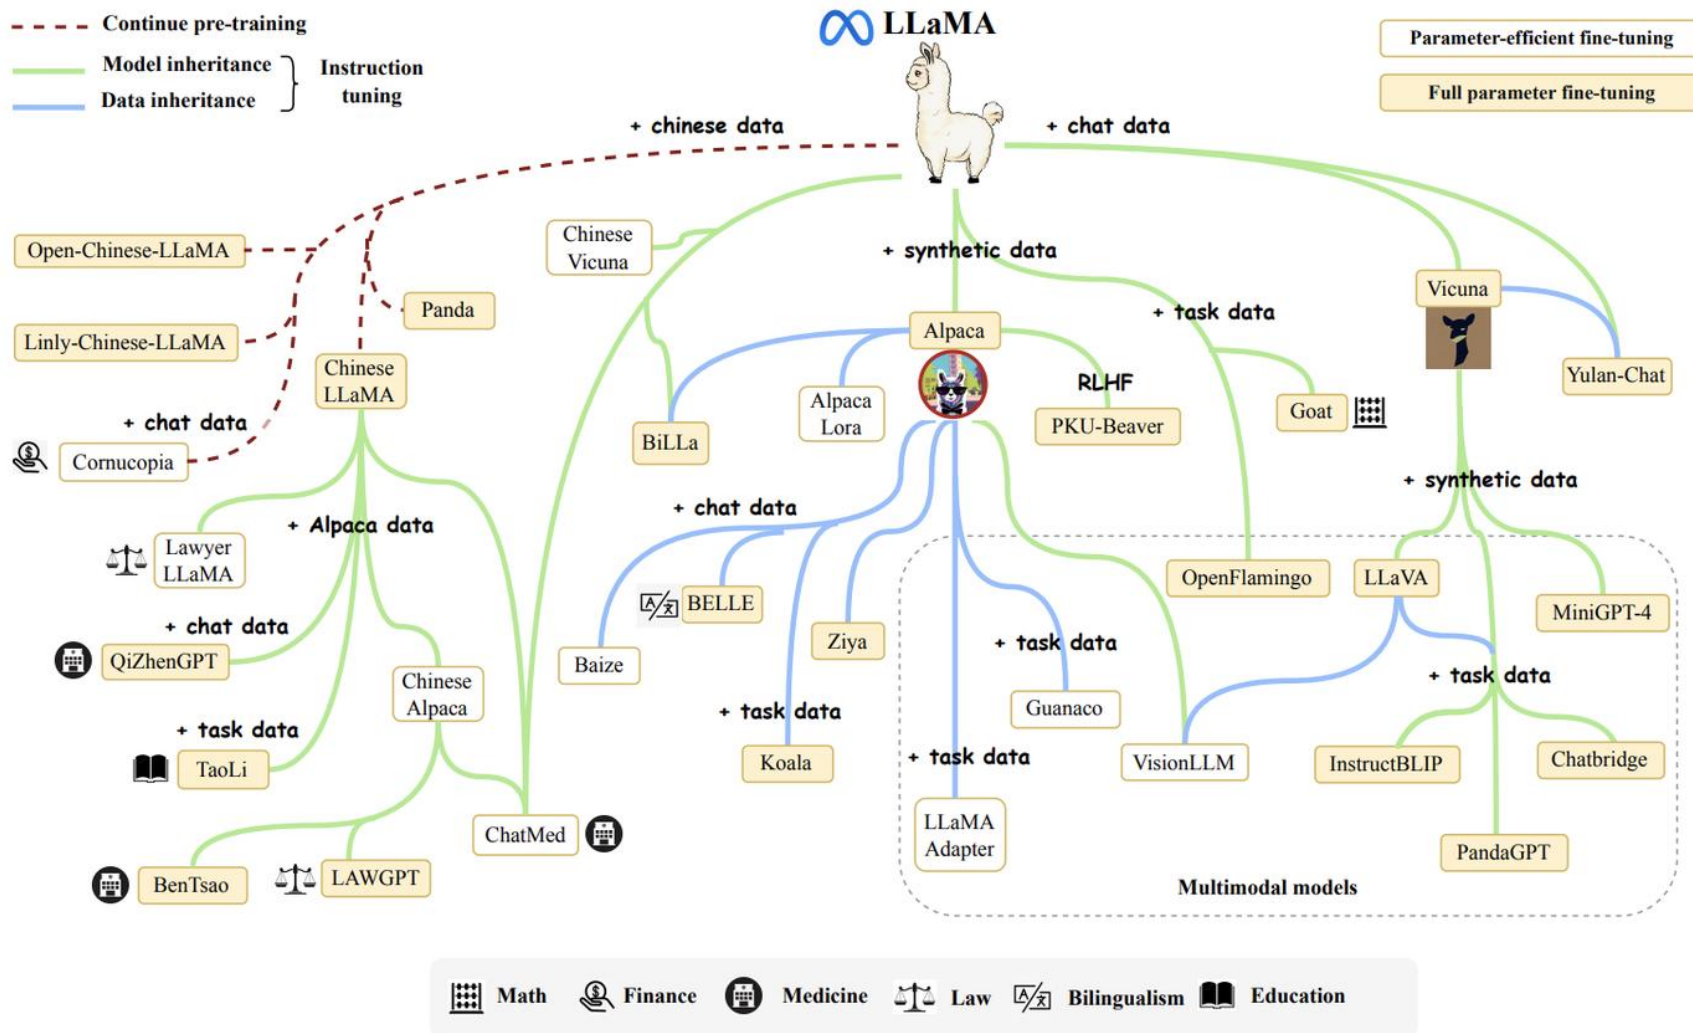 LLaMA
Continue pre-training
Model inheritance
Data inheritance
Instruction
tuning
Parameter-efficient fine-tuning
Full parameter fine-tuning
+ chinese data
+ chat data
Open-Chinese-LLaMA
Linly-Chinese-LLaMA
Panda
Chinese
LLaMA
+ chat data
Cornucopia
Chinese
Vicuna
+ synthetic data
Alpaca
+ task data
Vicuna
Yulan-Chat
BiLLa
Alpaca
Lora
RLHF
PKU-Beaver
Goat
+ Alpaca data
Lawyer
LLaMA
+ chat data
QiZhenGPT
+ task data
TaoLi
Chinese
Alpaca
BenTsao
LAWGPT
ChatMed
+ chat data
BELLE
Baize
Ziya
+ task data
Koala
+ task data
Guanaco
+ task data
LLaMA
Adapter
VisionLLM
OpenFlamingo
+ synthetic data
LLaVA
MiniGPT-4
+ task data
InstructBLIP
Chatbridge
PandaGPT
Multimodal models
Math
Finance
Medicine
Law
Bilingualism
Education